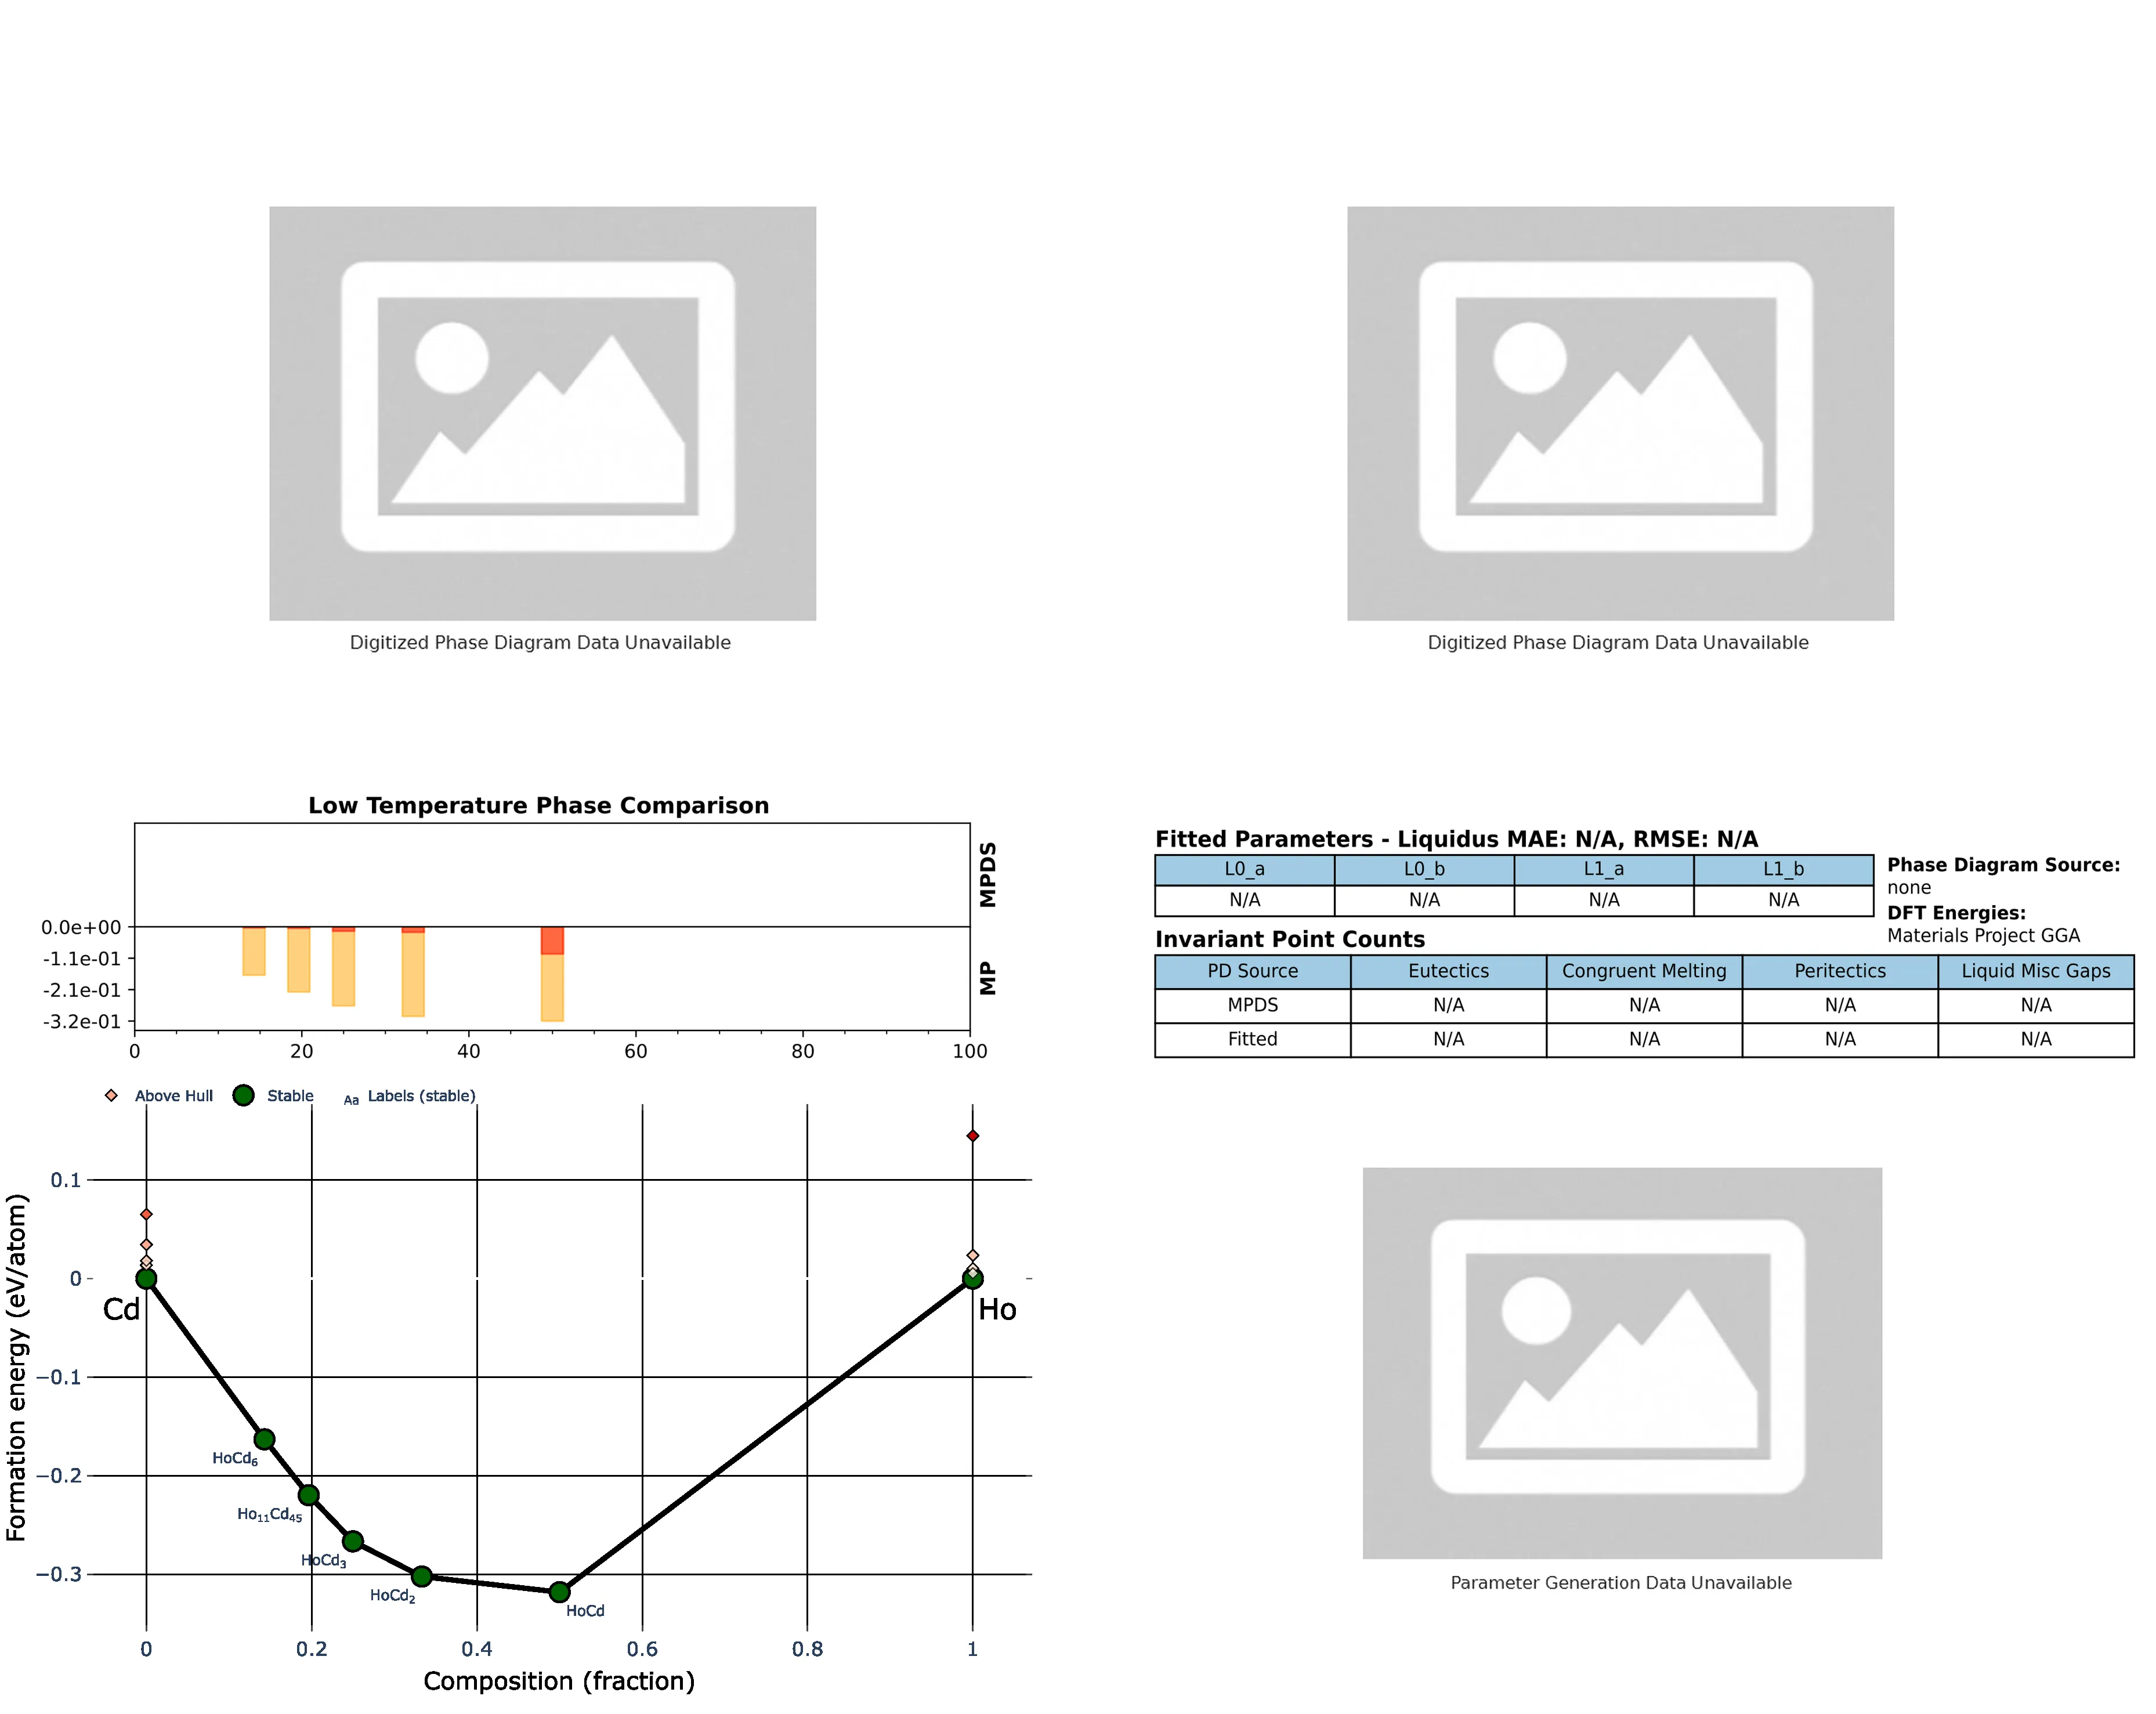 Digitized Phase Diagram Data Unavailable
Digitized Phase Diagram Data Unavailable
Low Temperature Phase Comparison
MPDS
MP
0.0e+00
-1.1e-01
-2.1e-01
-3.2e-01
0 20 40 60 80 100
Fitted Parameters - Liquidus MAE: N/A, RMSE: N/A
L0_a L0_b L1_a L1_b
N/A N/A N/A N/A
Phase Diagram Source:
none
DFT Energies:
Materials Project GGA
Invariant Point Counts
PD Source Eutectics Congruent Melting Peritectics Liquid Misc Gaps
MPDS N/A N/A N/A N/A
Fitted N/A N/A N/A N/A
Above Hull Stable Aa Labels (stable)
Formation energy (eV/atom)
0.1
0
−0.1
−0.2
−0.3
Cd
Ho
HoCd₆
Ho₁₁Cd₄₅
HoCd₃
HoCd₂
HoCd
0 0.2 0.4 0.6 0.8 1
Composition (fraction)
Parameter Generation Data Unavailable